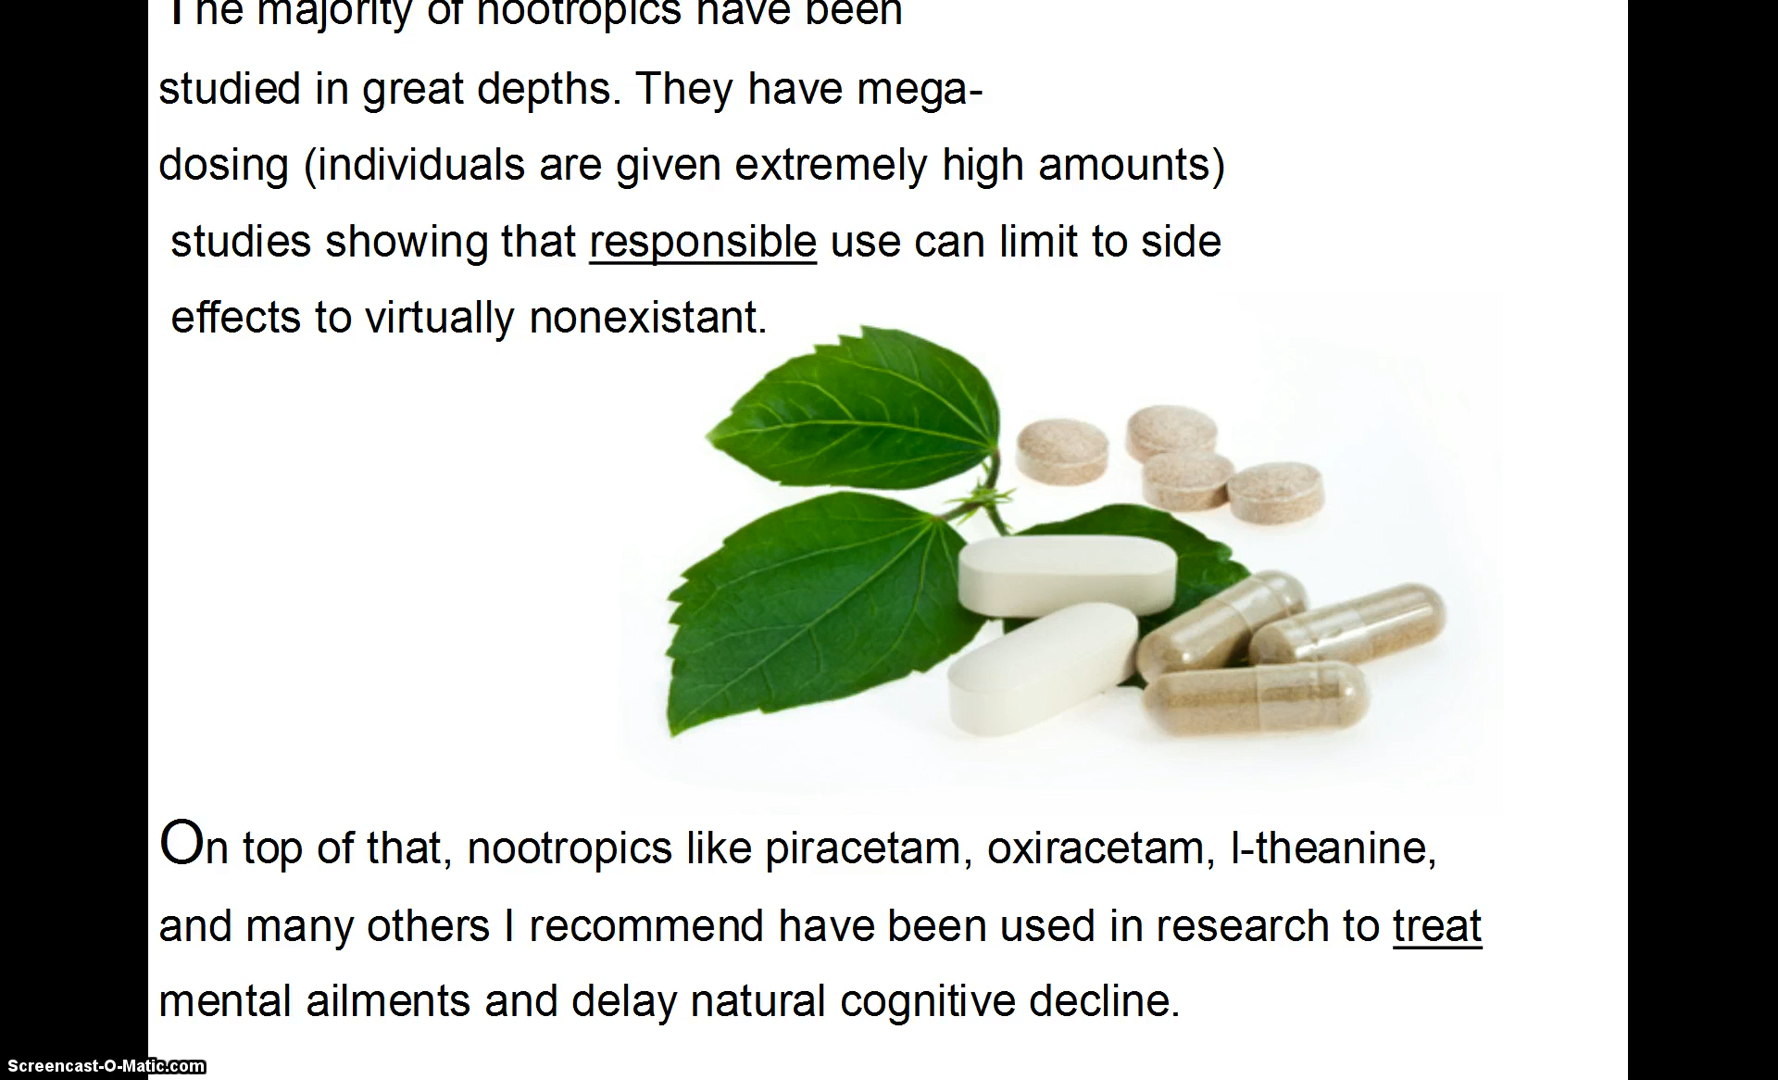 The majority of nootropics have been
studied in great depths. They have mega-
dosing (individuals are given extremely high amounts)
studies showing that responsible use can limit to side
effects to virtually nonexistant.
On top of that, nootropics like piracetam, oxiracetam, l-theanine,
and many others I recommend have been used in research to treat
mental ailments and delay natural cognitive decline.
Screencast-O-Matic.com